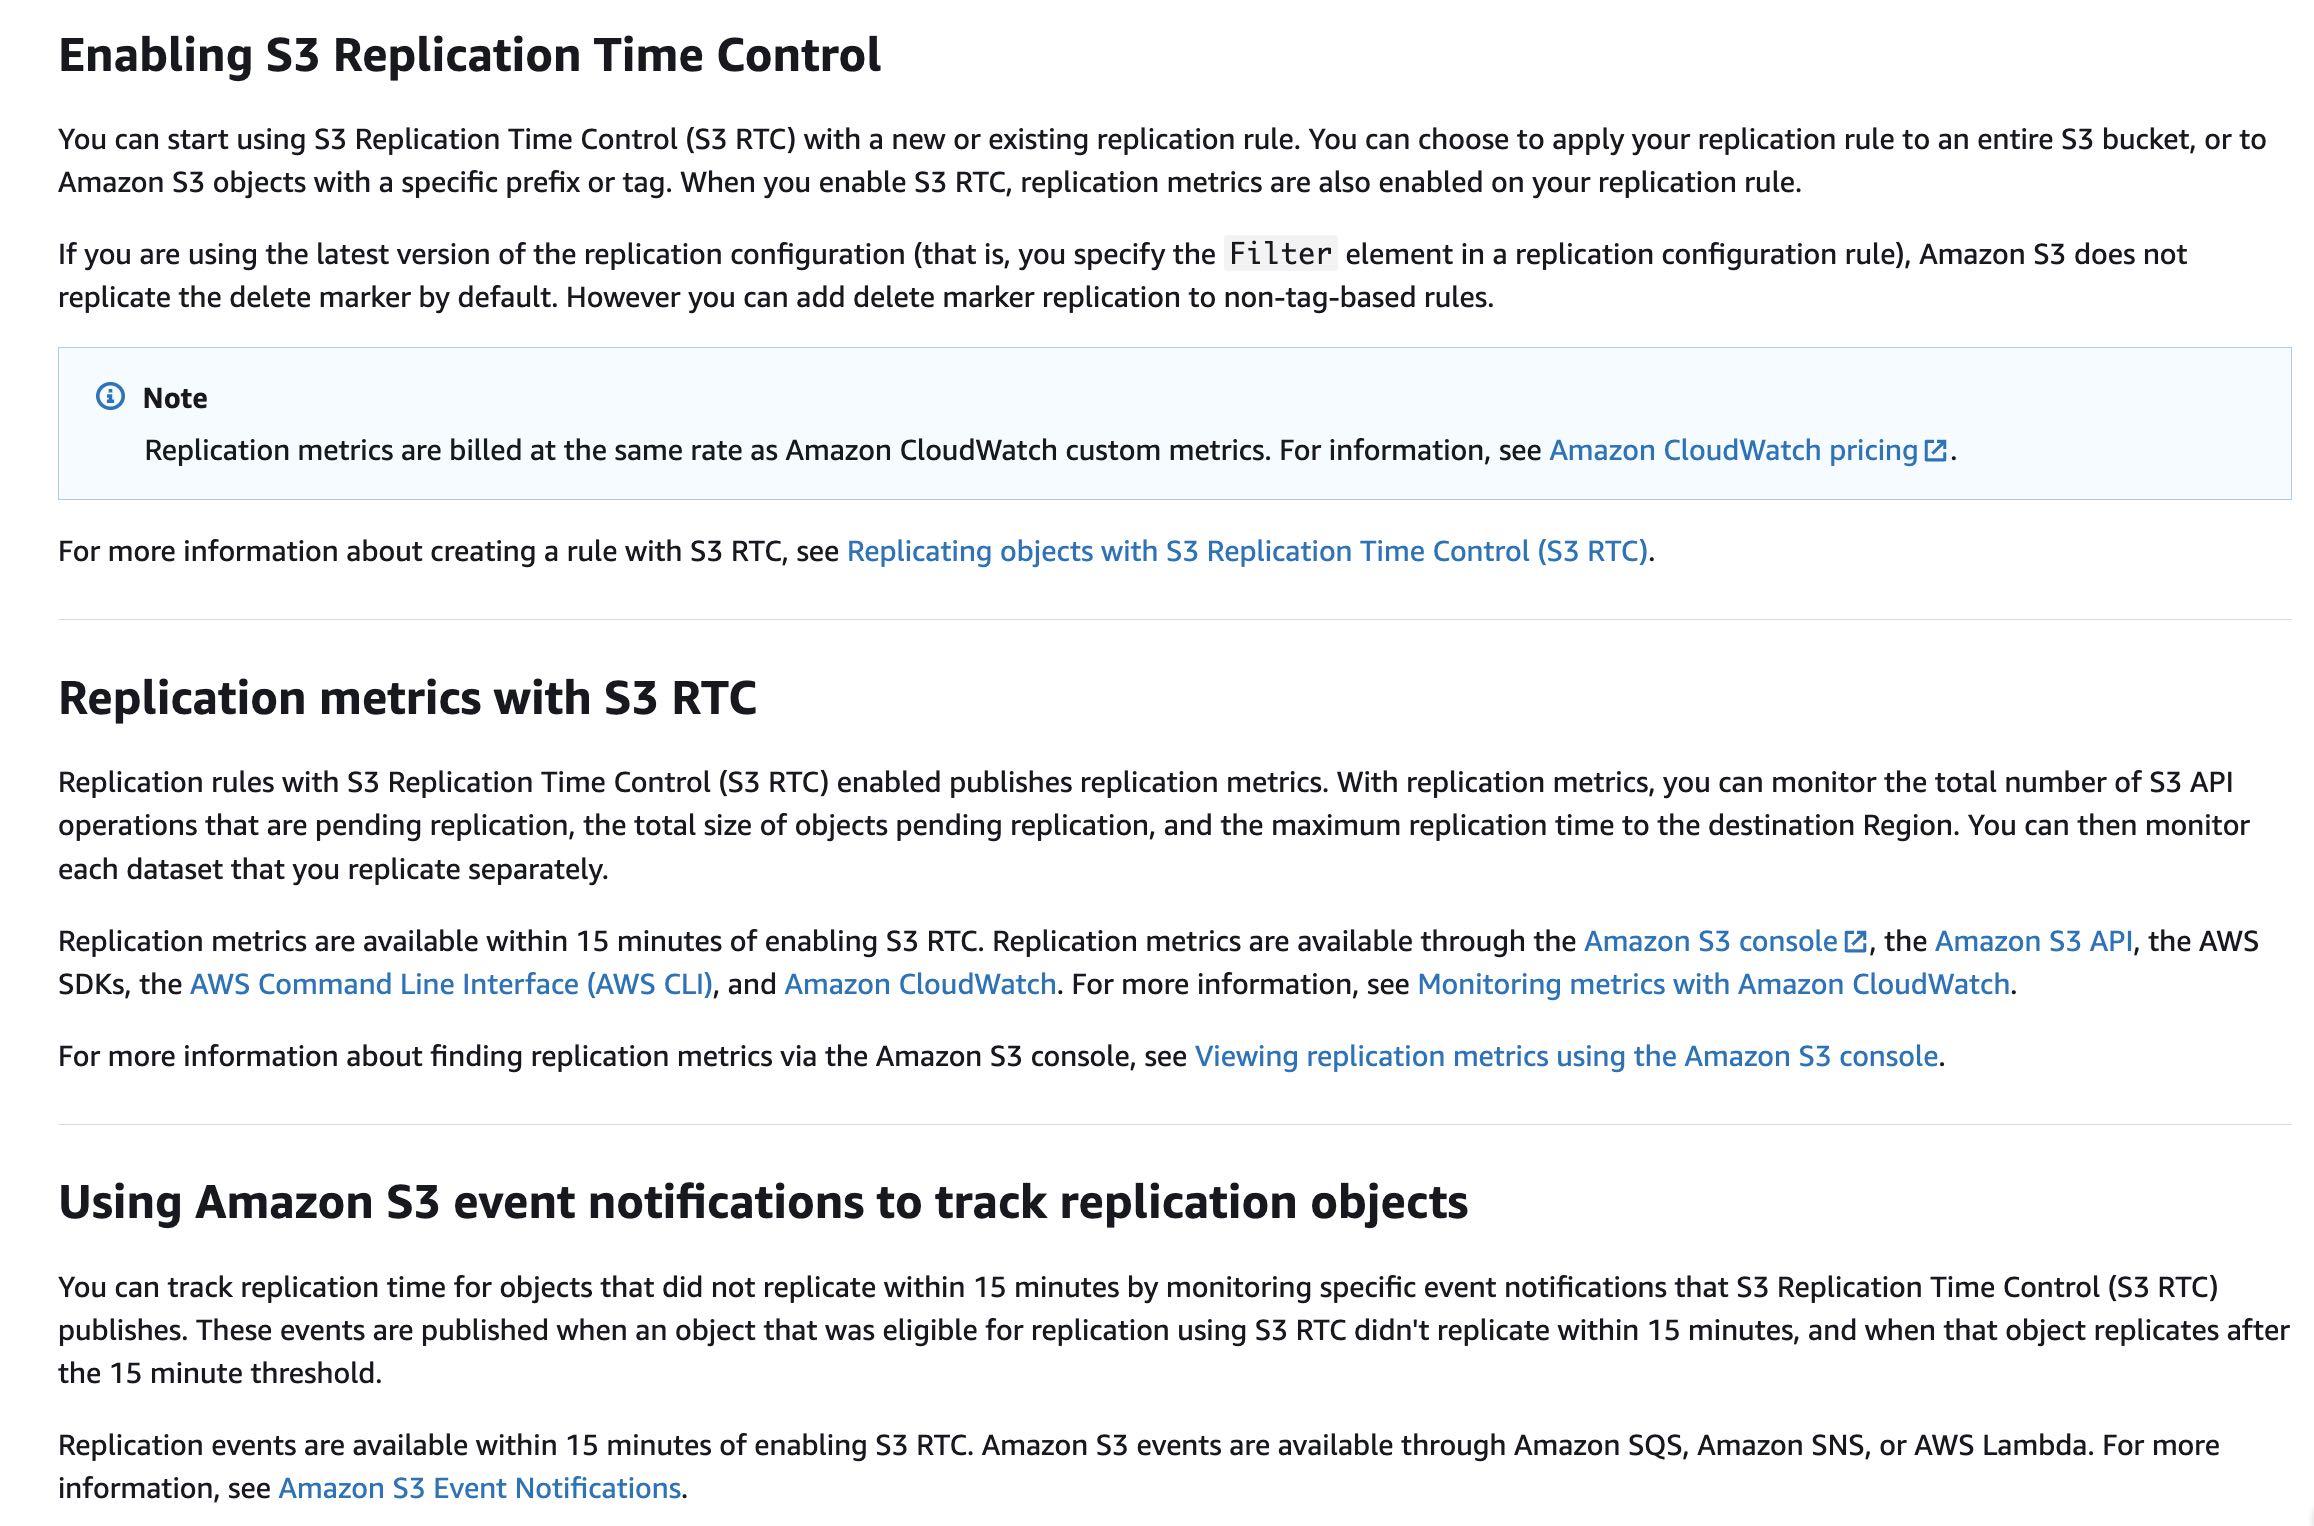 Enabling S3 Replication Time Control
You can start using S3 Replication Time Control (S3 RTC) with a new or existing replication rule. You can choose to apply your replication rule to an entire S3 bucket, or to
Amazon S3 objects with a specific prefix or tag. When you enable S3 RTC, replication metrics are also enabled on your replication rule.
If you are using the latest version of the replication configuration (that is, you specify the Filter element in a replication configuration rule), Amazon S3 does not
replicate the delete marker by default. However you can add delete marker replication to non-tag-based rules.
Note
Replication metrics are billed at the same rate as Amazon CloudWatch custom metrics. For information, see Amazon CloudWatch pricing.
For more information about creating a rule with S3 RTC, see Replicating objects with S3 Replication Time Control (S3 RTC).
Replication metrics with S3 RTC
Replication rules with S3 Replication Time Control (S3 RTC) enabled publishes replication metrics. With replication metrics, you can monitor the total number of S3 API
operations that are pending replication, the total size of objects pending replication, and the maximum replication time to the destination Region. You can then monitor
each dataset that you replicate separately.
Replication metrics are available within 15 minutes of enabling S3 RTC. Replication metrics are available through the Amazon S3 console, the Amazon S3 API, the AWS
SDKs, the AWS Command Line Interface (AWS CLI), and Amazon CloudWatch. For more information, see Monitoring metrics with Amazon CloudWatch.
For more information about finding replication metrics via the Amazon S3 console, see Viewing replication metrics using the Amazon S3 console.
Using Amazon S3 event notifications to track replication objects
You can track replication time for objects that did not replicate within 15 minutes by monitoring specific event notifications that S3 Replication Time Control (S3 RTC)
publishes. These events are published when an object that was eligible for replication using S3 RTC didn't replicate within 15 minutes, and when that object replicates after
the 15 minute threshold.
Replication events are available within 15 minutes of enabling S3 RTC. Amazon S3 events are available through Amazon SQS, Amazon SNS, or AWS Lambda. For more
information, see Amazon S3 Event Notifications.